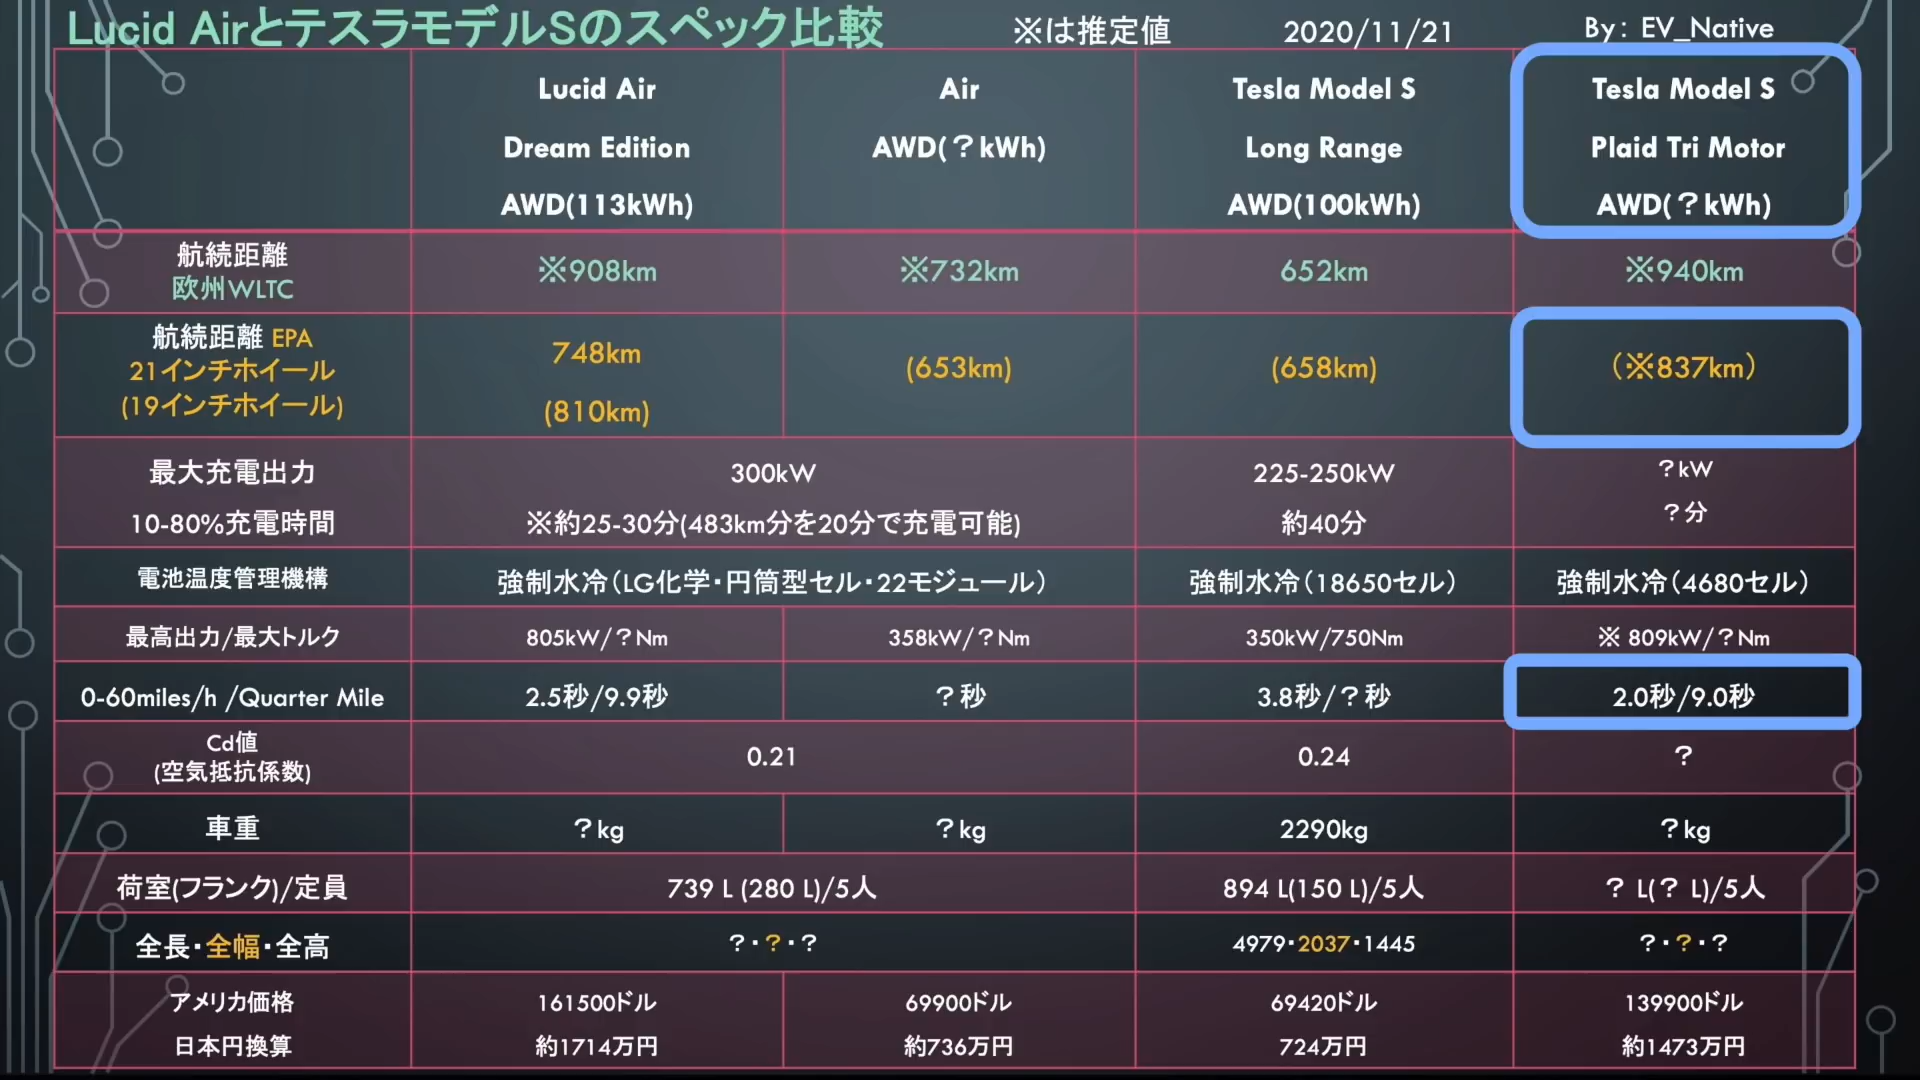 Lucid AirとテスラモデルSのスペック比較
※は推定値
2020/11/21
By: EV_Native
Lucid Air
Dream Edition
AWD(113kWh)
Air
AWD(？kWh)
Tesla Model S
Long Range
AWD(100kWh)
Tesla Model S
Plaid Tri Motor
AWD(？kWh)
航続距離
欧州WLTC
※908km
※732km
652km
※940km
航続距離 EPA
21インチホイール
(19インチホイール)
748km
(810km)
(653km)
(658km)
（※837km）
最大充電出力
10-80%充電時間
300kW
※約25-30分(483km分を20分で充電可能)
225-250kW
約40分
？kW
？分
電池温度管理機構
強制水冷（LG化学・円筒型セル・22モジュール）
強制水冷（18650セル）
強制水冷（4680セル）
最高出力/最大トルク
805kW/？Nm
358kW/？Nm
350kW/750Nm
※ 809kW/？Nm
0-60miles/h /Quarter Mile
2.5秒/9.9秒
？秒
3.8秒/？秒
2.0秒/9.0秒
Cd値
(空気抵抗係数)
0.21
0.24
？
車重
？kg
？kg
2290kg
？kg
荷室(フランク)/定員
739 L (280 L)/5人
894 L(150 L)/5人
？ L(？ L)/5人
全長・全幅・全高
？・？・？
4979・2037・1445
？・？・？
アメリカ価格
日本円換算
161500ドル
約1714万円
69900ドル
約736万円
69420ドル
724万円
139900ドル
約1473万円